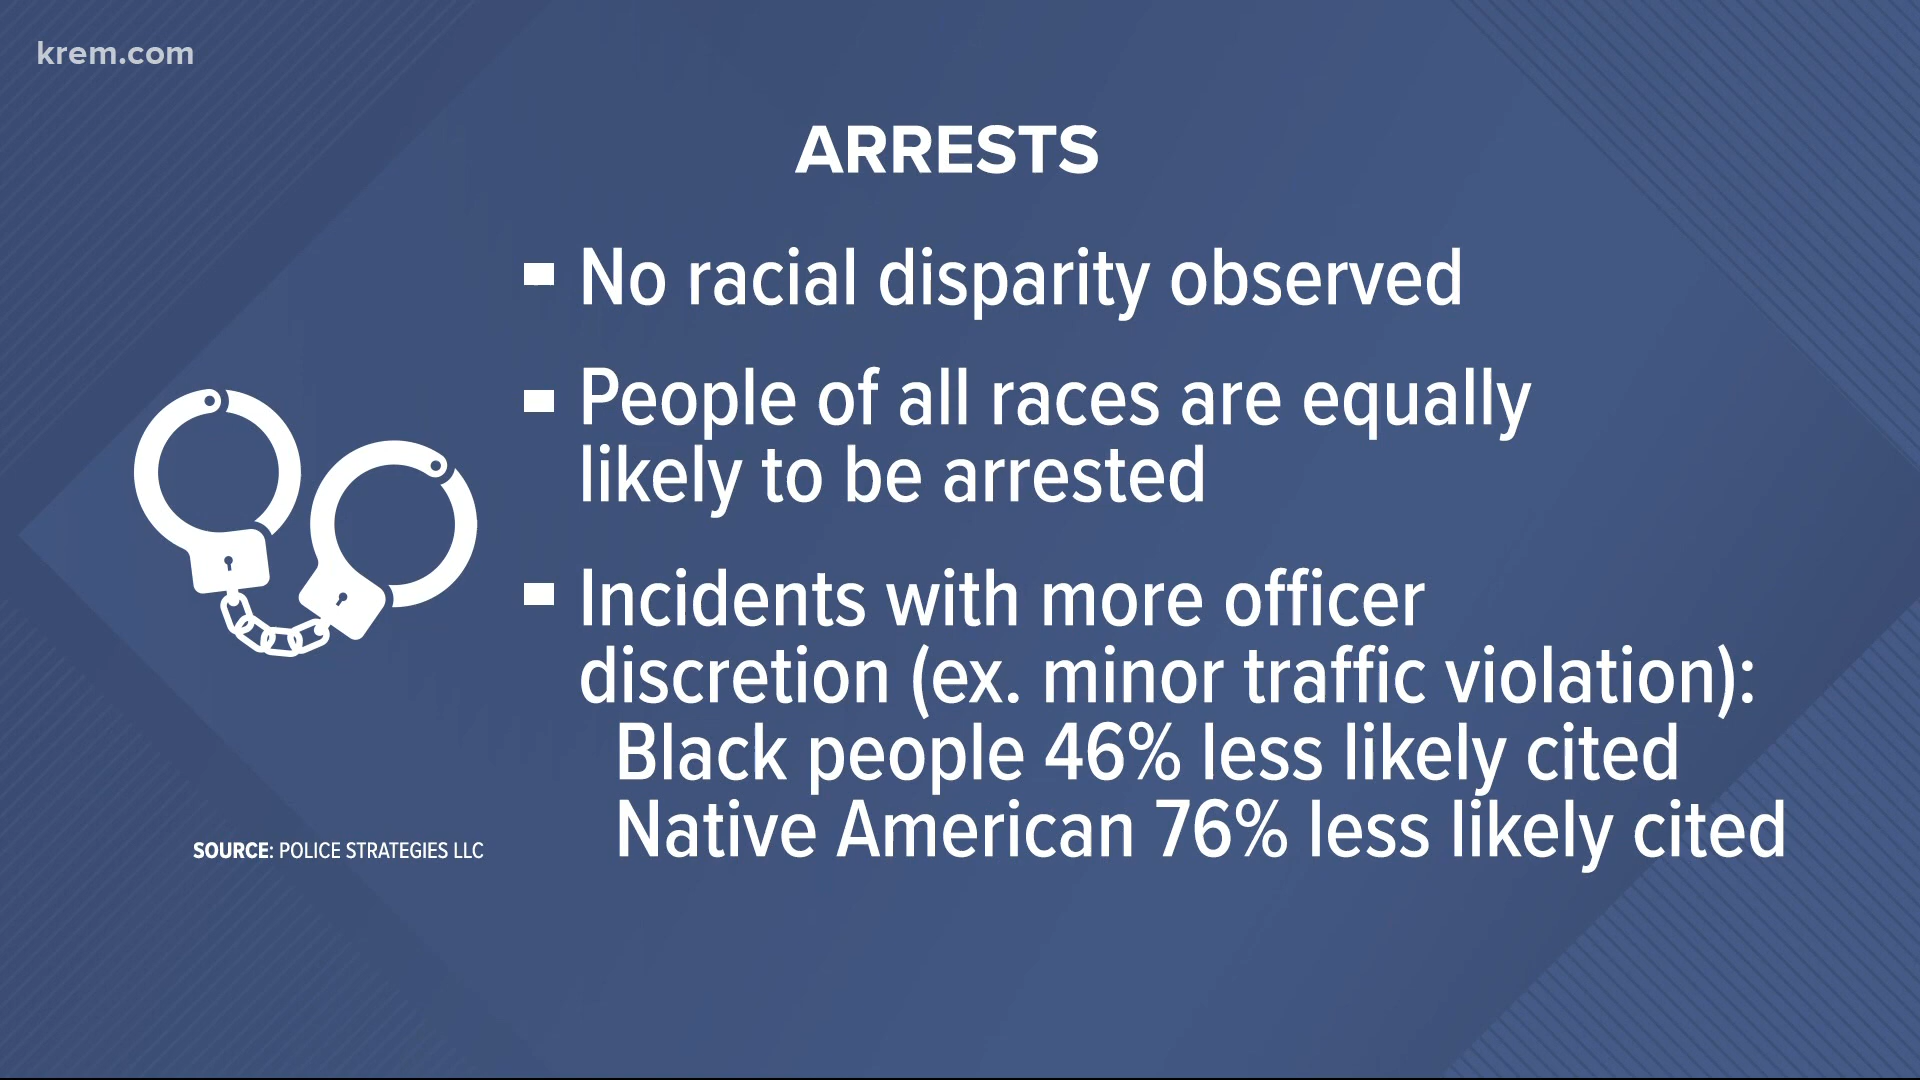 krem.com
ARRESTS
No racial disparity observed
People of all races are equally
likely to be arrested
Incidents with more officer
discretion (ex. minor traffic violation):
Black people 46% less likely cited
Native American 76% less likely cited
SOURCE: POLICE STRATEGIES LLC